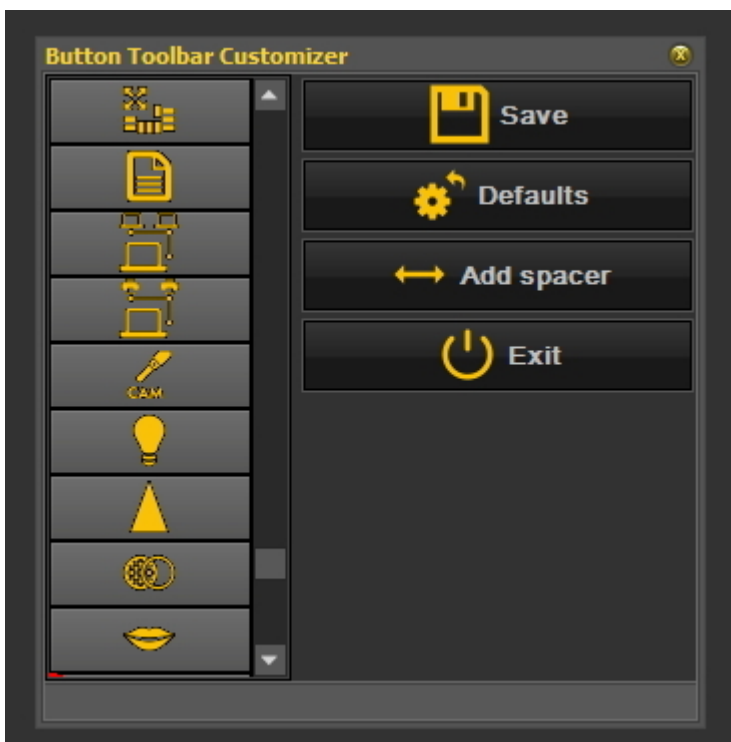 Button Toolbar Customizer
Save
Defaults
Add spacer
CAM
Exit